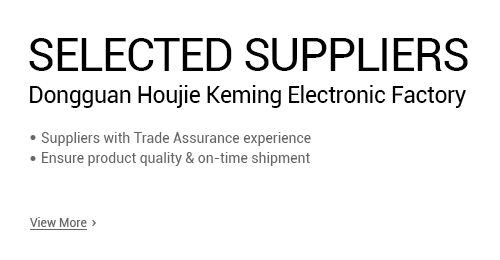 SELECTED SUPPLIERS
Dongguan Houjie Keming Electronic Factory
• Suppliers with Trade Assurance experience
• Ensure product quality & on-time shipment
View More ›